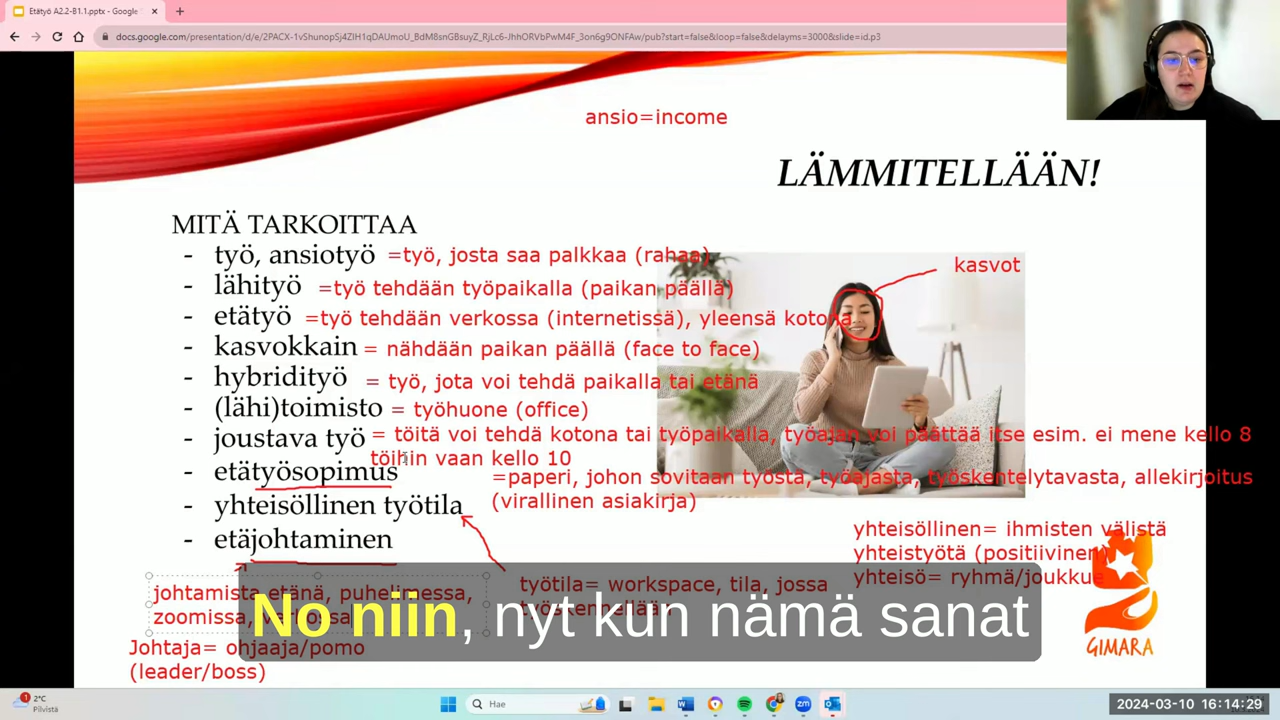 Etätyö A2.2-B1.1.pptx - Google
docs.google.com/presentation/d/e/2PACX-1vShunopSj4ZIH1qDAUmoU_BdM8snGBsuyZ_RjLc6-JhhORVbPwM4F_3on6g9ONFAw/pub?start=false&loop=false&delayms=3000&slide=id.p3
ansio=income
LÄMMITELLÄÄN!
MITÄ TARKOITTAA
- työ, ansiotyö =työ, josta saa palkkaa (rahaa)
kasvot
- lähityö =työ tehdään työpaikalla (paikan päällä)
- etätyö =työ tehdään verkossa (internetissä), yleensä kotona
- kasvokkain = nähdään paikan päällä (face to face)
- hybridityö = työ, jota voi tehdä paikalla tai etänä
- (lähi)toimisto = työhuone (office)
- joustava työ = töitä voi tehdä kotona tai työpaikalla, työajan voi päättää itse esim. ei mene kello 8
töihin vaan kello 10
- etätyösopimus =paperi, johon sovitaan työstä, työajasta, työskentelytavasta, allekirjoitus
(virallinen asiakirja)
- yhteisöllinen työtila
- etäjohtaminen
yhteisöllinen= ihmisten välistä
yhteistyötä (positiivinen)
yhteisö= ryhmä/joukkue
työtila= workspace, tila, jossa
työskennellään
johtamista etänä, puhelimessa,
zoomissa, verkossa
Johtaja= ohjaaja/pomo
(leader/boss)
No niin, nyt kun nämä sanat
GIMARA
1
2°C
Pilvistä
Hae
2024-03-10 16:14:29